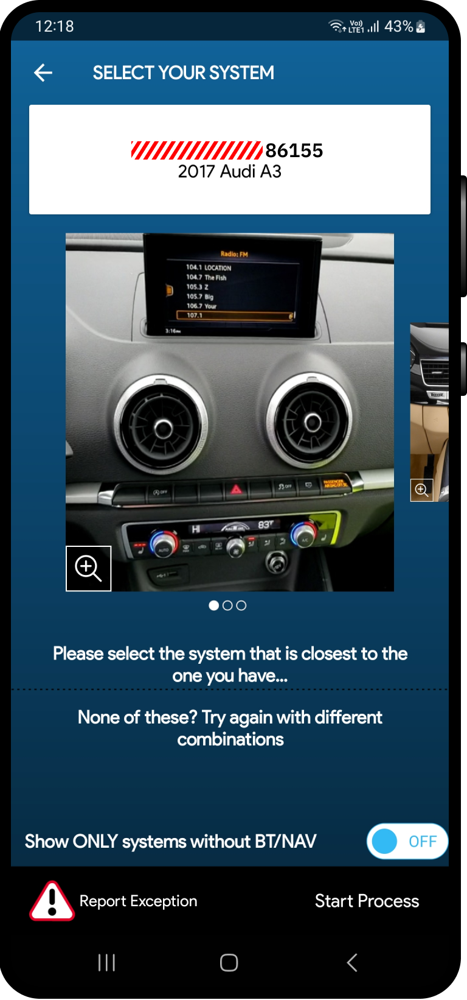 12:18
Vo))
LTE1
43%
SELECT YOUR SYSTEM
86155
2017 Audi A3
Radio: FM
104.1 LOCATION
104.7 The Fish
105.3 Z
105.7 Big
106.7 Your
107.1
3:16PM
OFF
OFF
PASSENGER
AIRBAG OFF
HI
83°F
AUTO
A/C
Please select the system that is closest to the
one you have...
None of these? Try again with different
combinations
Show ONLY systems without BT/NAV
OFF
Report Exception
Start Process